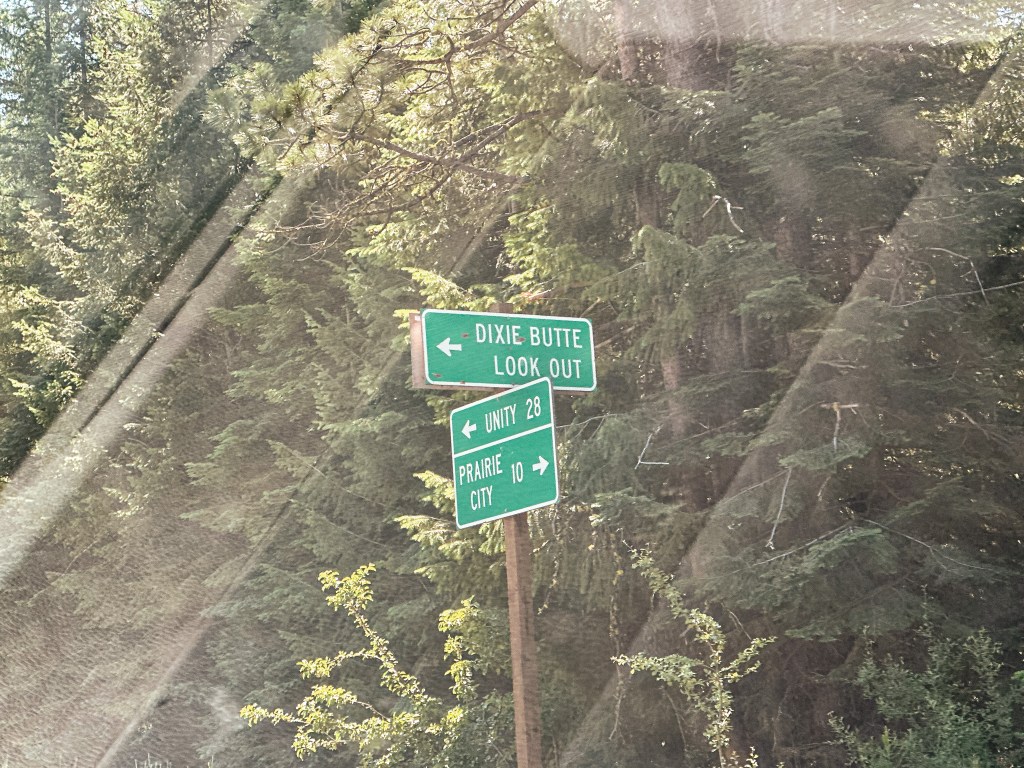 ← DIXIE BUTTE
LOOK OUT
← UNITY 28
PRAIRIE
CITY 10 →